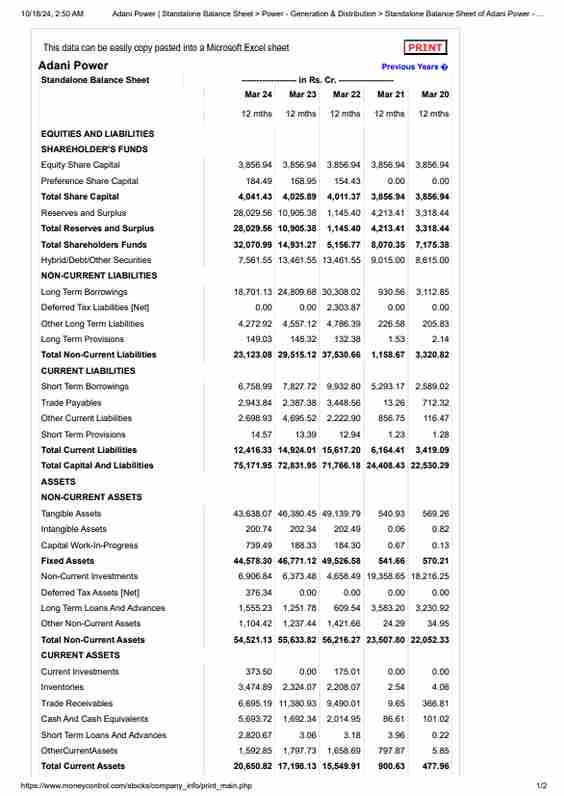 10/18/24, 2:50 AM Adani Power | Standalone Balance Sheet > Power - Generation & Distribution > Standalone Balance Sheet of Adani Power - ...
This data can be easily copy pasted into a Microsoft Excel sheet PRINT
Adani Power Previous Years �
Standalone Balance Sheet ------------------- in Rs. Cr. -------------------
Mar 24 Mar 23 Mar 22 Mar 21 Mar 20
12 mths 12 mths 12 mths 12 mths 12 mths
EQUITIES AND LIABILITIES
SHAREHOLDER'S FUNDS
Equity Share Capital 3,856.94 3,856.94 3,856.94 3,856.94 3,856.94
Preference Share Capital 184.49 168.95 154.43 0.00 0.00
Total Share Capital 4,041.43 4,025.89 4,011.37 3,856.94 3,856.94
Reserves and Surplus 28,029.56 10,905.38 1,145.40 4,213.41 3,318.44
Total Reserves and Surplus 28,029.56 10,905.38 1,145.40 4,213.41 3,318.44
Total Shareholders Funds 32,070.99 14,931.27 5,156.77 8,070.35 7,175.38
Hybrid/Debt/Other Securities 7,561.55 13,461.55 13,461.55 9,015.00 8,615.00
NON-CURRENT LIABILITIES
Long Term Borrowings 18,701.13 24,809.68 30,308.02 930.56 3,112.85
Deferred Tax Liabilities [Net] 0.00 0.00 2,303.87 0.00 0.00
Other Long Term Liabilities 4,272.92 4,557.12 4,786.39 226.58 205.83
Long Term Provisions 149.03 148.32 132.38 1.53 2.14
Total Non-Current Liabilities 23,123.08 29,515.12 37,530.66 1,158.67 3,320.82
CURRENT LIABILITIES
Short Term Borrowings 6,758.99 7,827.72 9,932.80 5,293.17 2,589.02
Trade Payables 2,943.84 2,387.38 3,448.56 13.26 712.32
Other Current Liabilities 2,698.93 4,695.52 2,222.90 856.75 116.47
Short Term Provisions 14.57 13.39 12.94 1.23 1.28
Total Current Liabilities 12,416.33 14,924.01 15,617.20 6,164.41 3,419.09
Total Capital And Liabilities 75,171.95 72,831.95 71,766.18 24,408.43 22,530.29
ASSETS
NON-CURRENT ASSETS
Tangible Assets 43,638.07 46,380.45 49,139.79 540.93 569.26
Intangible Assets 200.74 202.34 202.49 0.06 0.82
Capital Work-In-Progress 739.49 188.33 184.30 0.67 0.13
Fixed Assets 44,578.30 46,771.12 49,526.58 541.66 570.21
Non-Current Investments 6,906.84 6,373.48 4,658.49 19,358.65 18,216.25
Deferred Tax Assets [Net] 376.34 0.00 0.00 0.00 0.00
Long Term Loans And Advances 1,555.23 1,251.78 609.54 3,583.20 3,230.92
Other Non-Current Assets 1,104.42 1,237.44 1,421.66 24.29 34.95
Total Non-Current Assets 54,521.13 55,633.82 56,216.27 23,507.80 22,052.33
CURRENT ASSETS
Current Investments 373.50 0.00 175.01 0.00 0.00
Inventories 3,474.89 2,324.07 2,208.07 2.54 4.06
Trade Receivables 6,695.19 11,380.93 9,490.01 9.65 366.81
Cash And Cash Equivalents 5,693.72 1,692.34 2,014.95 86.61 101.02
Short Term Loans And Advances 2,820.67 3.06 3.18 3.96 0.22
OtherCurrentAssets 1,592.85 1,797.73 1,658.69 797.87 5.85
Total Current Assets 20,650.82 17,198.13 15,549.91 900.63 477.96
https://www.moneycontrol.com/stocks/company_info/print_main.php 1/2